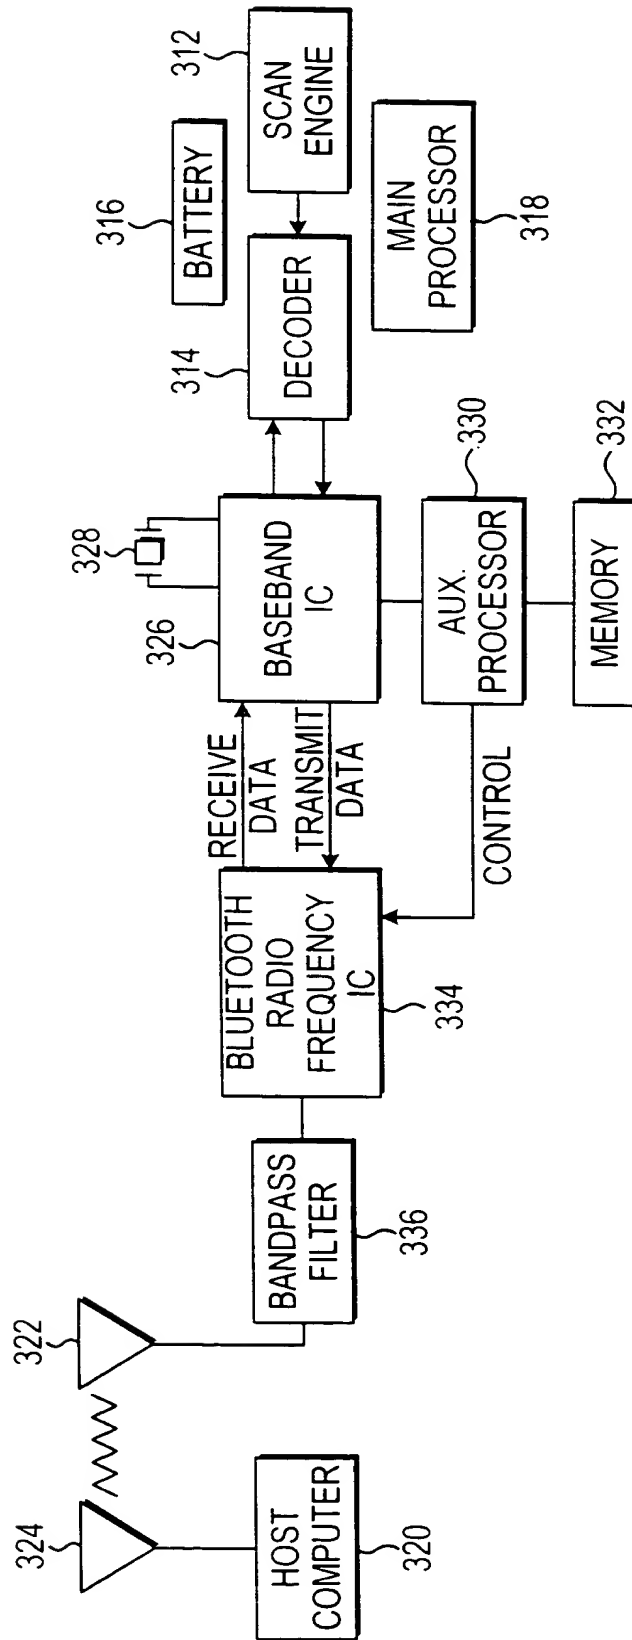 324
322
HOST
COMPUTER
320
BANDPASS
FILTER
336
BLUETOOTH
RADIO
FREQUENCY
IC
334
RECEIVE
DATA
TRANSMIT
DATA
CONTROL
328
326
BASEBAND
IC
AUX.
PROCESSOR
330
MEMORY
332
314
DECODER
316
BATTERY
312
SCAN
ENGINE
MAIN
PROCESSOR
318